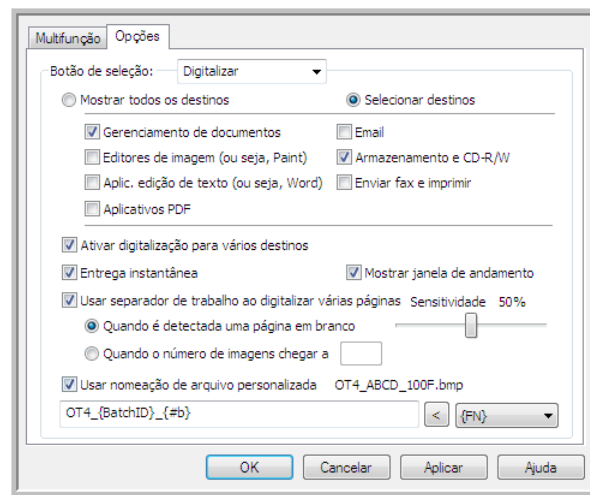 Multifunção Opções
Botão de seleção: Digitalizar
Mostrar todos os destinos Selecionar destinos
Gerenciamento de documentos Email
Editores de imagem (ou seja, Paint) Armazenamento e CD-R/W
Aplic. edição de texto (ou seja, Word) Enviar fax e imprimir
Aplicativos PDF
Ativar digitalização para vários destinos
Entrega instantânea Mostrar janela de andamento
Usar separador de trabalho ao digitalizar várias páginas Sensitividade 50%
Quando é detectada uma página em branco
Quando o número de imagens chegar a
Usar nomeação de arquivo personalizada OT4_ABCD_100F.bmp
OT4_{BatchID}_{#b} < {FN}
OK Cancelar Aplicar Ajuda